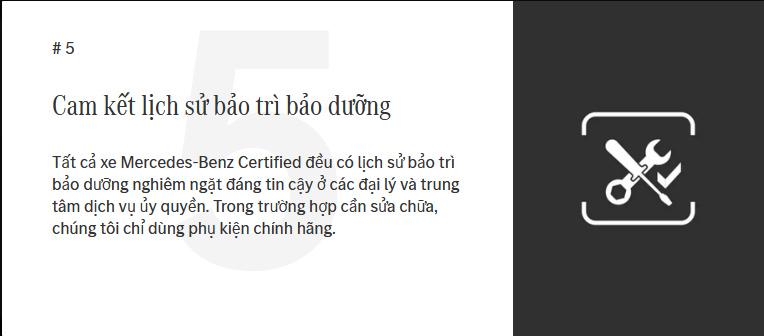 # 5
Cam kết lịch sử bảo trì bảo dưỡng
Tất cả xe Mercedes-Benz Certified đều có lịch sử bảo trì
bảo dưỡng nghiêm ngặt đáng tin cậy ở các đại lý và trung
tâm dịch vụ ủy quyền. Trong trường hợp cần sửa chữa,
chúng tôi chỉ dùng phụ kiện chính hãng.
5